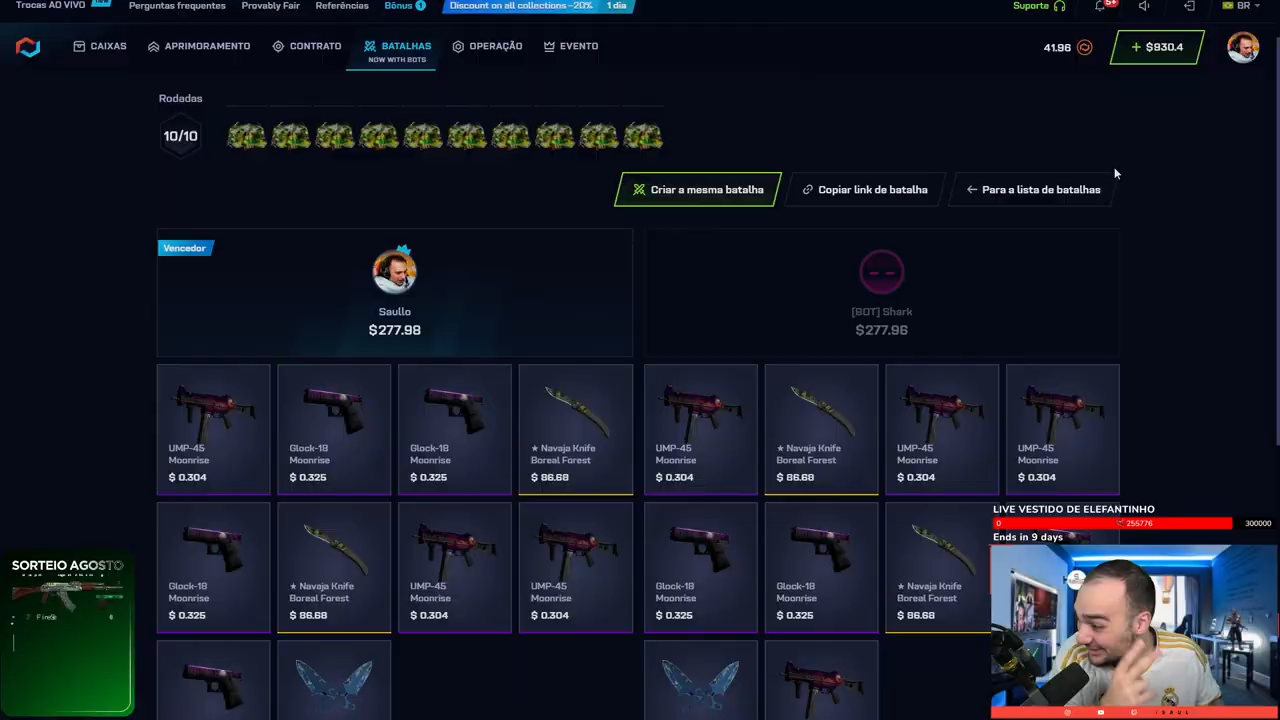 Trocas AO VIVO
Perguntas frequentes
Provably Fair
Referências
Bônus 1
Discount on all collections –20%
1 dia
Suporte
5+
BR
CAIXAS
APRIMORAMENTO
CONTRATO
BATALHAS
NOW WITH BOTS
OPERAÇÃO
EVENTO
41.96
+ $930.4
Rodadas
10/10
Criar a mesma batalha
Copiar link de batalha
Para a lista de batalhas
Vencedor
Saullo
$277.98
[BOT] Shark
$277.96
UMP-45
Moonrise
$ 0.304
Glock-18
Moonrise
$ 0.325
Glock-18
Moonrise
$ 0.325
★ Navaja Knife
Boreal Forest
$ 86.68
UMP-45
Moonrise
$ 0.304
★ Navaja Knife
Boreal Forest
$ 86.68
UMP-45
Moonrise
$ 0.304
UMP-45
Moonrise
$ 0.304
Glock-18
Moonrise
$ 0.325
★ Navaja Knife
Boreal Forest
$ 86.68
UMP-45
Moonrise
$ 0.304
UMP-45
Moonrise
$ 0.304
Glock-18
Moonrise
$ 0.325
Glock-18
Moonrise
$ 0.325
★ Navaja Knife
Boreal Forest
$ 86.68
LIVE VESTIDO DE ELEFANTINHO
0
255776
300000
Ends in 9 days
SORTEIO AGOSTO